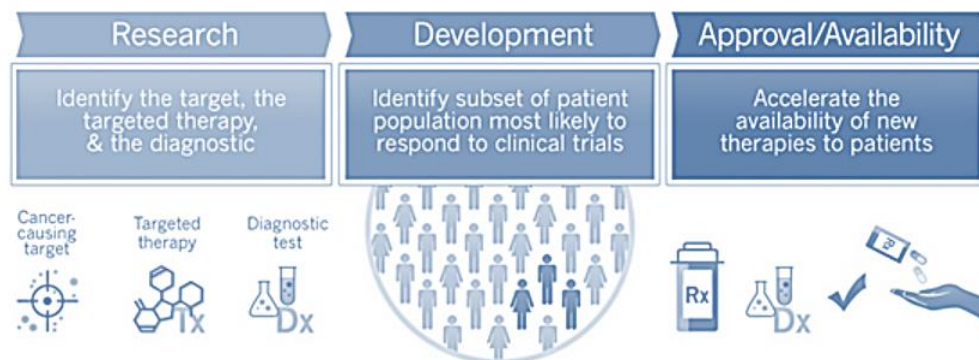 Research
Development
Approval/Availability
Identify the target, the
targeted therapy,
& the diagnostic
Identify subset of patient
population most likely to
respond to clinical trials
Accelerate the
availability of new
therapies to patients
Cancer-
causing
target
Targeted
therapy
Diagnostic
test
Tx
Dx
Rx
Dx